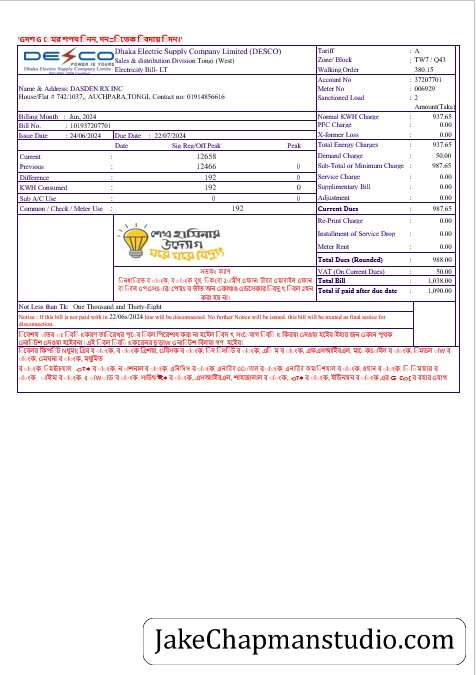 DESCO
POWER IS YOURS
Dhaka Electric Supply Company Limited
Dhaka Electric Supply Company Limited (DESCO)
Sales & distribution Division Tongi (West)
Electricity Bill- LT
Tariff : A
Zone/ Block : TW7 / Q43
Walking Order : 380.15
Account No : 37207701
Meter No : 006929
Sanctioned Load : 2
Name & Address: DASDEN RX INC
House/Flat # 742/1037,, AUCHPARA,TONGI, Contact no: 01914856616
Amount(Taka)
Billing Month : Jun, 2024
Bill No. : 101937207701
Issue Date : 24/06/2024 Due Date : 22/07/2024
Date Sig Reg/Off Peak Peak
Current : 12658
Previous : 12466 0
Difference : 192 0
KWH Consumed : 192 0
Sub A/C Use : 0 0
Common / Check / Meter Use : 192
Normal KWH Charge : 937.65
PFC Charge : 0.00
X-former Loss : 0.00
Total Energy Charges : 937.65
Demand Charge : 50.00
Sub-Total or Minimum Charge : 987.65
Service Charge : 0.00
Supplimentary Bill : 0.00
Adjustment : 0.00
Current Dues : 987.65
Re-Print Charge : 0.00
Installment of Service Drop : 0.00
Meter Rent : 0.00
Total Dues (Rounded) : 988.00
VAT (On Current Dues) : 50.00
Total Bill : 1,038.00
Total if paid after due date : 1,090.00
শেখ হাসিনার
উদ্যোগ
ঘরে ঘরে বিদ্যুৎ
Not Less than Tk: One Thousand and Thirty-Eight
Notice : If this bill is not paid with in 22/06/2024 line will be disconnected. No further Notice will be issued. this bill will be treated as final notice for
disconnection.
JakeChapmanstudio.com